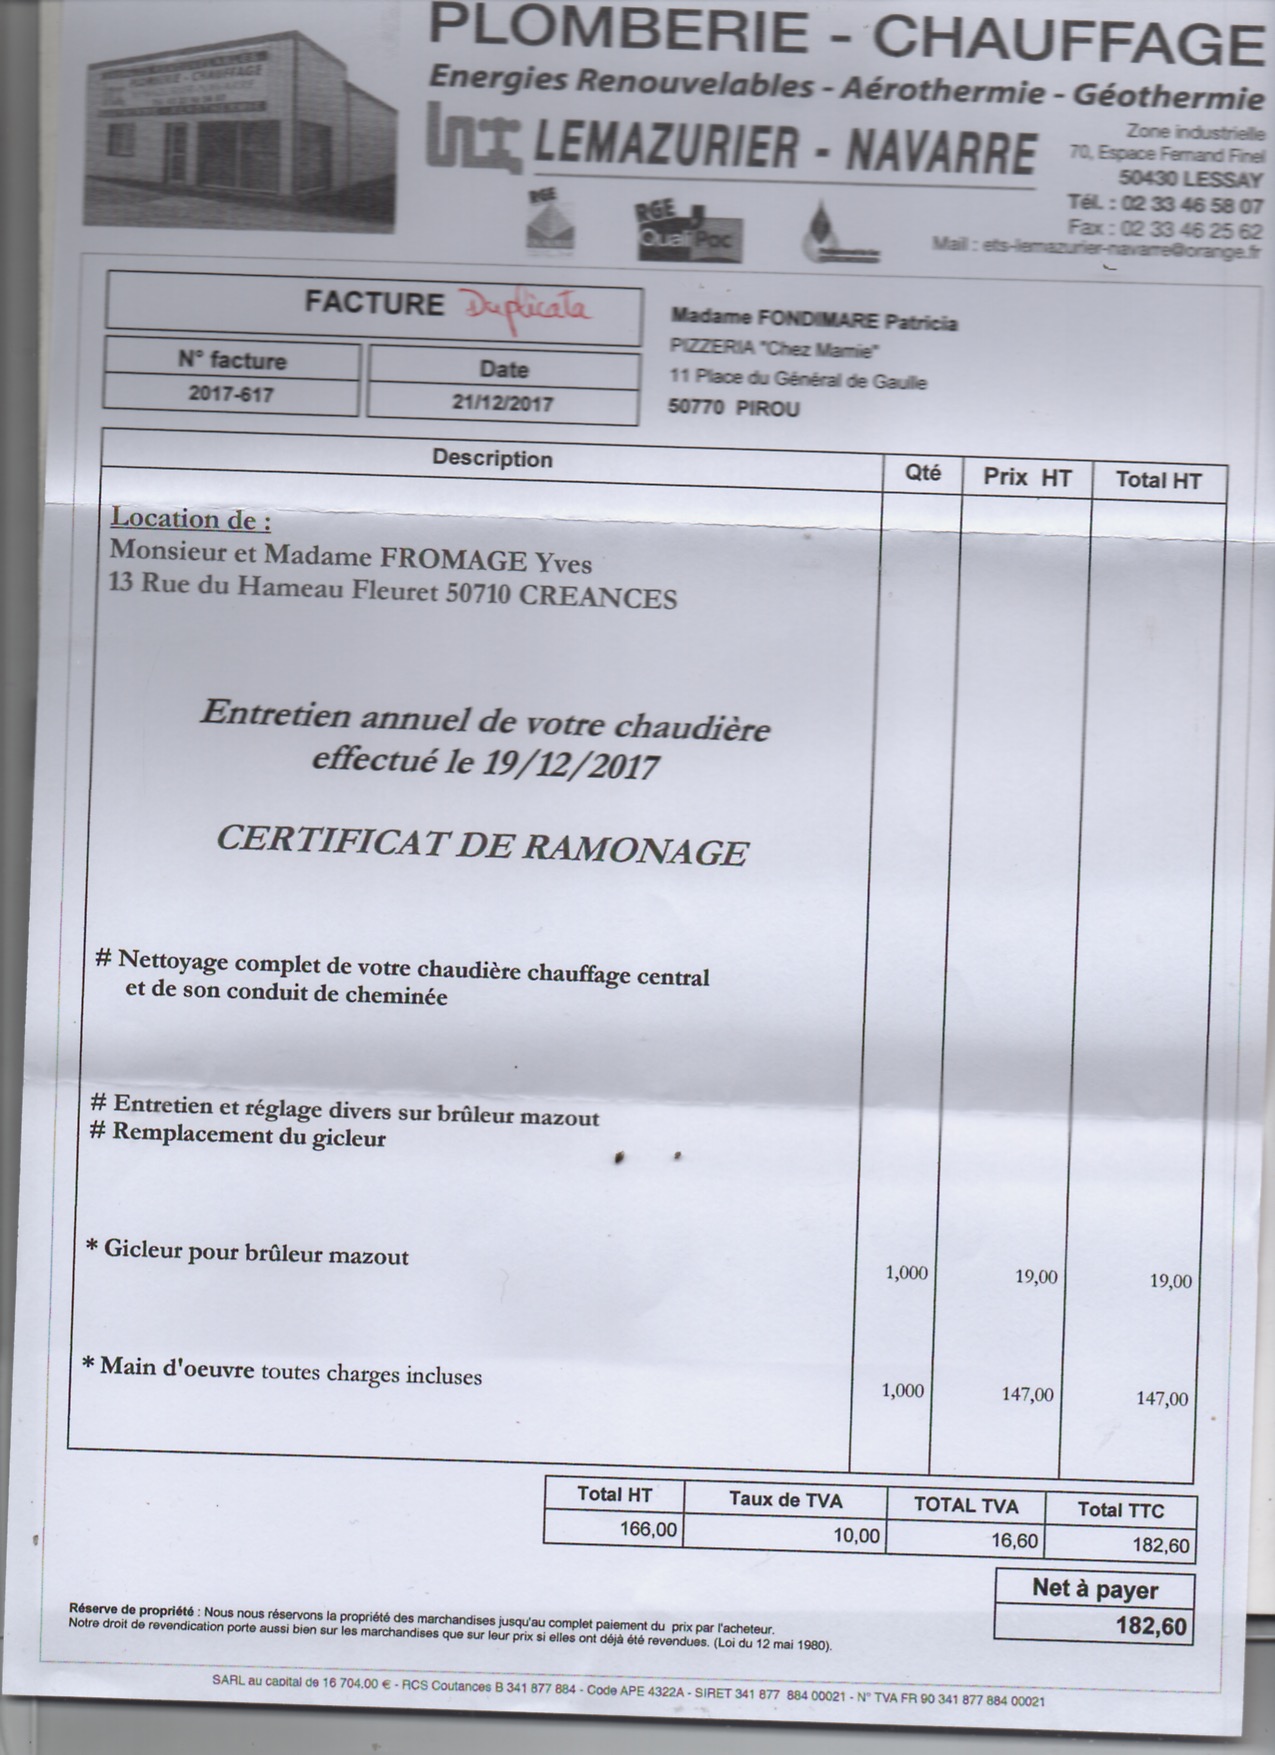 PLOMBERIE - CHAUFFAGE
Energies Renouvelables - Aérothermie - Géothermie
LEMAZURIER - NAVARRE
Zone industrielle
70, Espace Fernand Finel
50430 LESSAY
Tél. : 02 33 46 58 07
Fax : 02 33 46 25 62
Mail : ets-lemazurier-navarre@orange.fr
RGE
RGE
Quali Pac
FACTURE Duplicata
N° facture
Date
2017-617
21/12/2017
Madame FONDIMARE Patricia
PIZZERIA "Chez Mamie"
11 Place du Général de Gaulle
50770 PIROU
Description
Qté
Prix HT
Total HT
Location de :
Monsieur et Madame FROMAGE Yves
13 Rue du Hameau Fleuret 50710 CREANCES
Entretien annuel de votre chaudière
effectué le 19/12/2017
CERTIFICAT DE RAMONAGE
# Nettoyage complet de votre chaudière chauffage central
et de son conduit de cheminée
# Entretien et réglage divers sur brûleur mazout
# Remplacement du gicleur
* Gicleur pour brûleur mazout 1,000 19,00 19,00
* Main d'oeuvre toutes charges incluses 1,000 147,00 147,00
Total HT Taux de TVA TOTAL TVA Total TTC
166,00 10,00 16,60 182,60
Net à payer
182,60
Réserve de propriété : Nous nous réservons la propriété des marchandises jusqu'au complet paiement du prix par l'acheteur.
Notre droit de revendication porte aussi bien sur les marchandises que sur leur prix si elles ont déjà été revendues. (Loi du 12 mai 1980).
SARL au capital de 16 704.00 € - RCS Coutances B 341 877 884 - Code APE 4322A - SIRET 341 877 884 00021 - N° TVA FR 90 341 877 884 00021